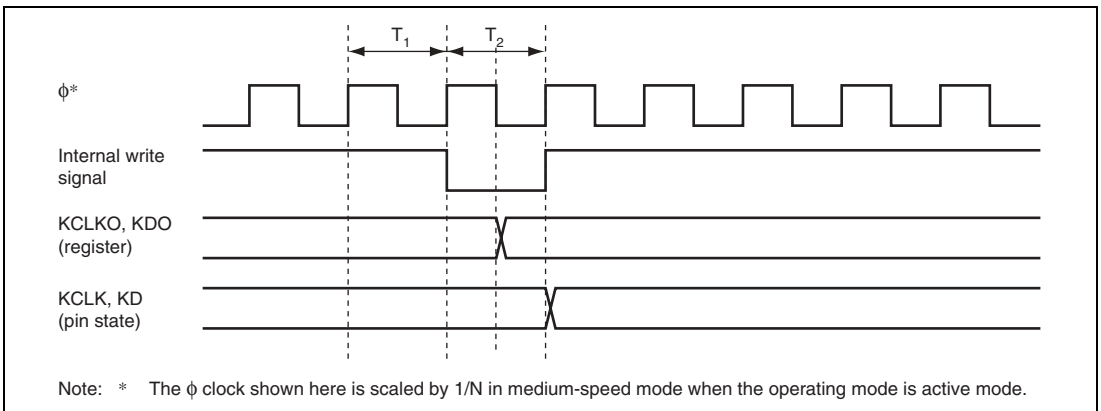 T₁ T₂
ϕ*
Internal write
signal
KCLKO, KDO
(register)
KCLK, KD
(pin state)
Note: * The ϕ clock shown here is scaled by 1/N in medium-speed mode when the operating mode is active mode.